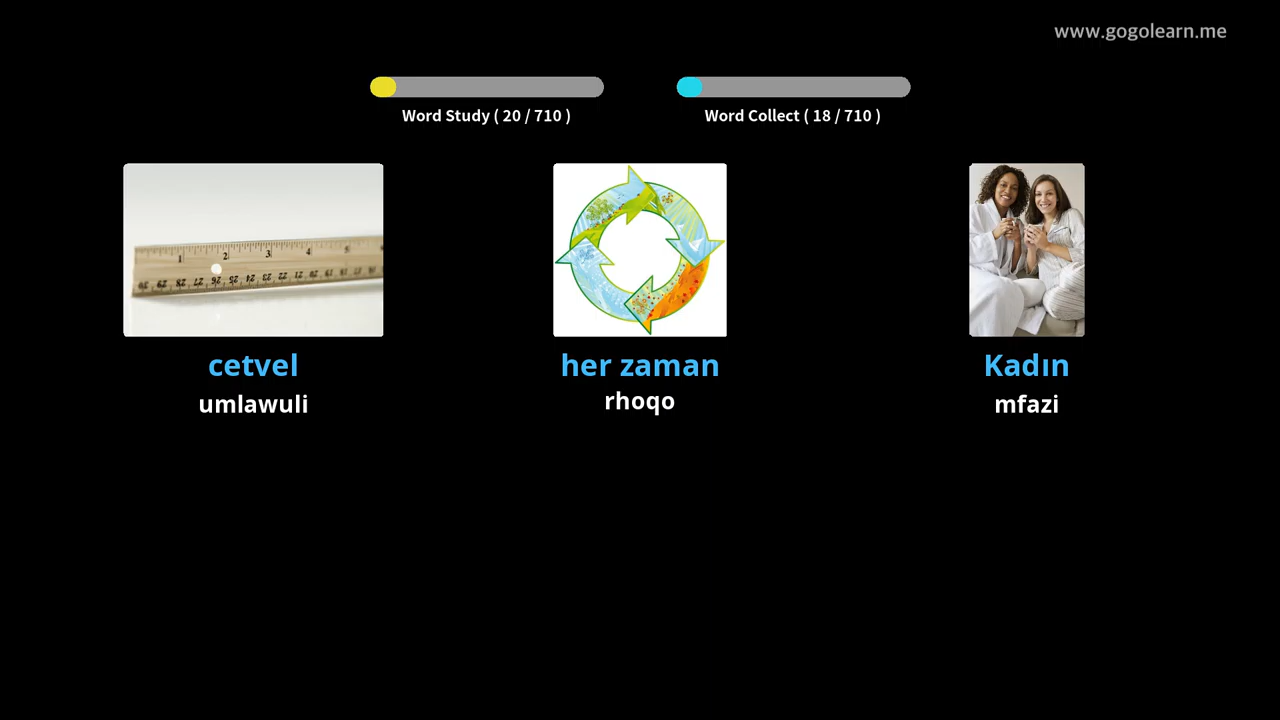 www.gogolearn.me
Word Study ( 20 / 710 )
Word Collect ( 18 / 710 )
cetvel
umlawuli
her zaman
rhoqo
Kadın
mfazi